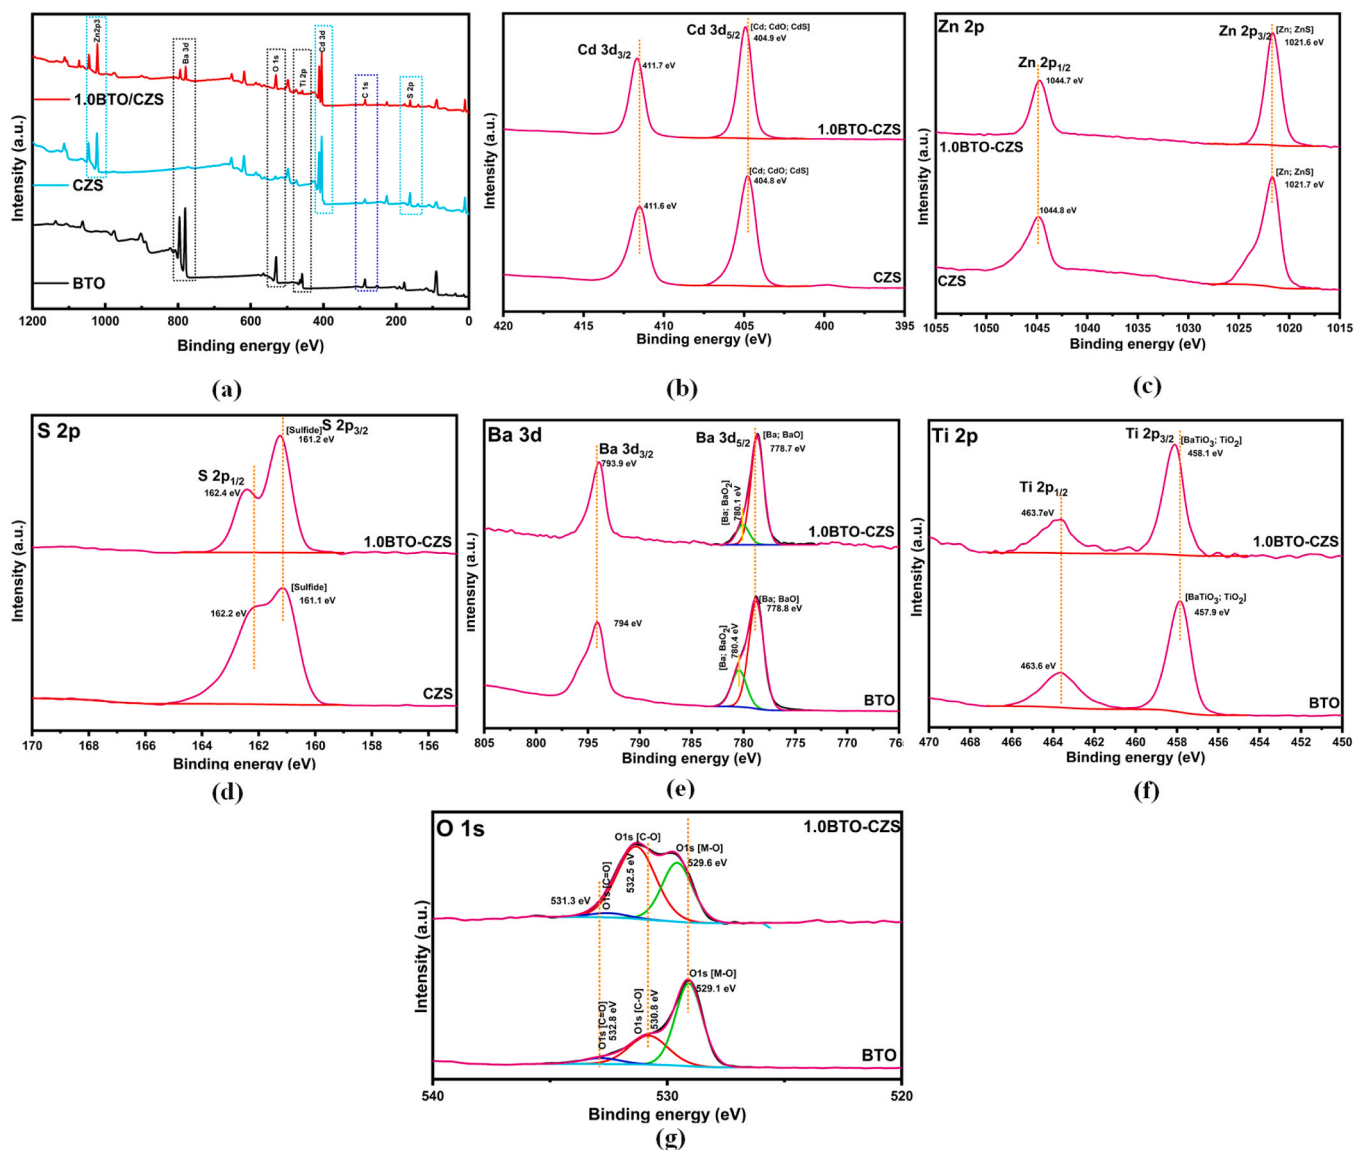 Zn2p3
Ba 3d
O 1s
Ti 2p
Cd 3d
C 1s
S 2p
1.0BTO/CZS
CZS
BTO
Intensity (a.u.)
1200 1000 800 600 400 200 0
Binding energy (eV)
(a)
Cd 3d5/2
[Cd; CdO; CdS]
404.9 eV
Cd 3d3/2
411.7 eV
1.0BTO-CZS
[Cd; CdO; CdS]
404.8 eV
411.6 eV
CZS
Intensity (a.u.)
420 415 410 405 400 395
Binding energy (eV)
(b)
Zn 2p
Zn 2p3/2
[Zn; ZnS]
1021.6 eV
Zn 2p1/2
1044.7 eV
1.0BTO-CZS
[Zn; ZnS]
1021.7 eV
1044.8 eV
CZS
Intensity (a.u.)
1055 1050 1045 1040 1035 1030 1025 1020 1015
Binding energy (eV)
(c)
S 2p
[Sulfide] S 2p3/2
161.2 eV
S 2p1/2
162.4 eV
1.0BTO-CZS
[Sulfide]
161.1 eV
162.2 eV
CZS
Intensity (a.u.)
170 168 166 164 162 160 158 156 155
Binding energy (eV)
(d)
Ba 3d
Ba 3d3/2
793.9 eV
Ba 3d5/2
[Ba; BaO]
778.7 eV
[Ba; BaO2]
780.1 eV
1.0BTO-CZS
[Ba; BaO]
778.8 eV
[Ba; BaO2]
780.4 eV
794 eV
BTO
Intensity (a.u.)
805 800 795 790 785 780 775 770 765
Binding energy (eV)
(e)
Ti 2p
Ti 2p3/2
[BaTiO3; TiO2]
458.1 eV
Ti 2p1/2
463.7eV
1.0BTO-CZS
[BaTiO3; TiO2]
457.9 eV
463.6 eV
BTO
Intensity (a.u.)
470 468 466 464 462 460 458 456 454 452 450
Binding energy (eV)
(f)
O 1s
1.0BTO-CZS
O1s [C-O]
532.5 eV
O1s [M-O]
529.6 eV
531.3 eV
O1s [C=O]
O1s [M-O]
529.1 eV
O1s [C=O]
532.8 eV
O1s [C-O]
530.8 eV
BTO
Intensity (a.u.)
540 530 520
Binding energy (eV)
(g)